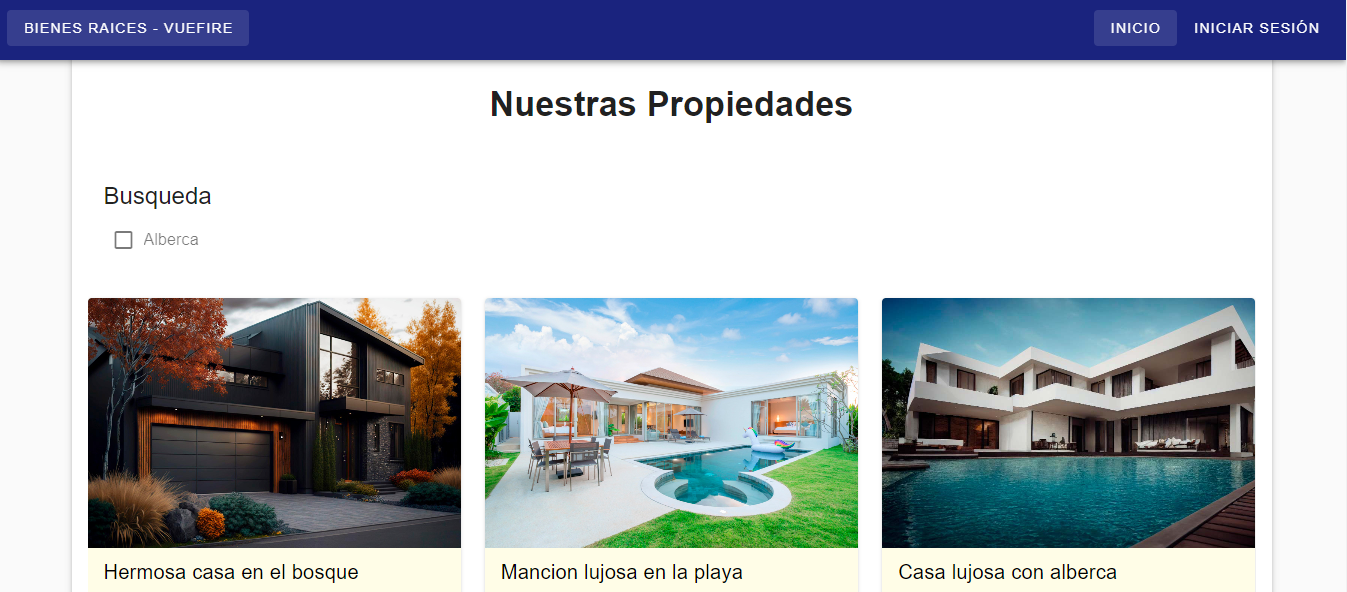 BIENES RAICES - VUEFIRE
INICIO
INICIAR SESIÓN
Nuestras Propiedades
Busqueda
Alberca
Hermosa casa en el bosque
Mancion lujosa en la playa
Casa lujosa con alberca